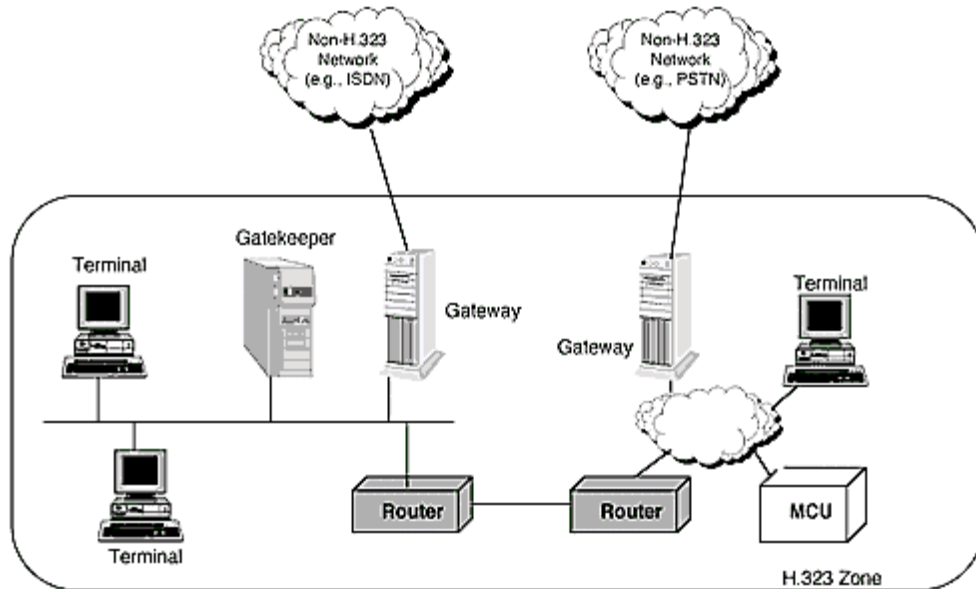 Non-H.323
Network
(e.g., ISDN)
Non-H.323
Network
(e.g., PSTN)
Gatekeeper
Terminal
Gateway
Terminal
Gateway
Router
Router
MCU
Terminal
H.323 Zone